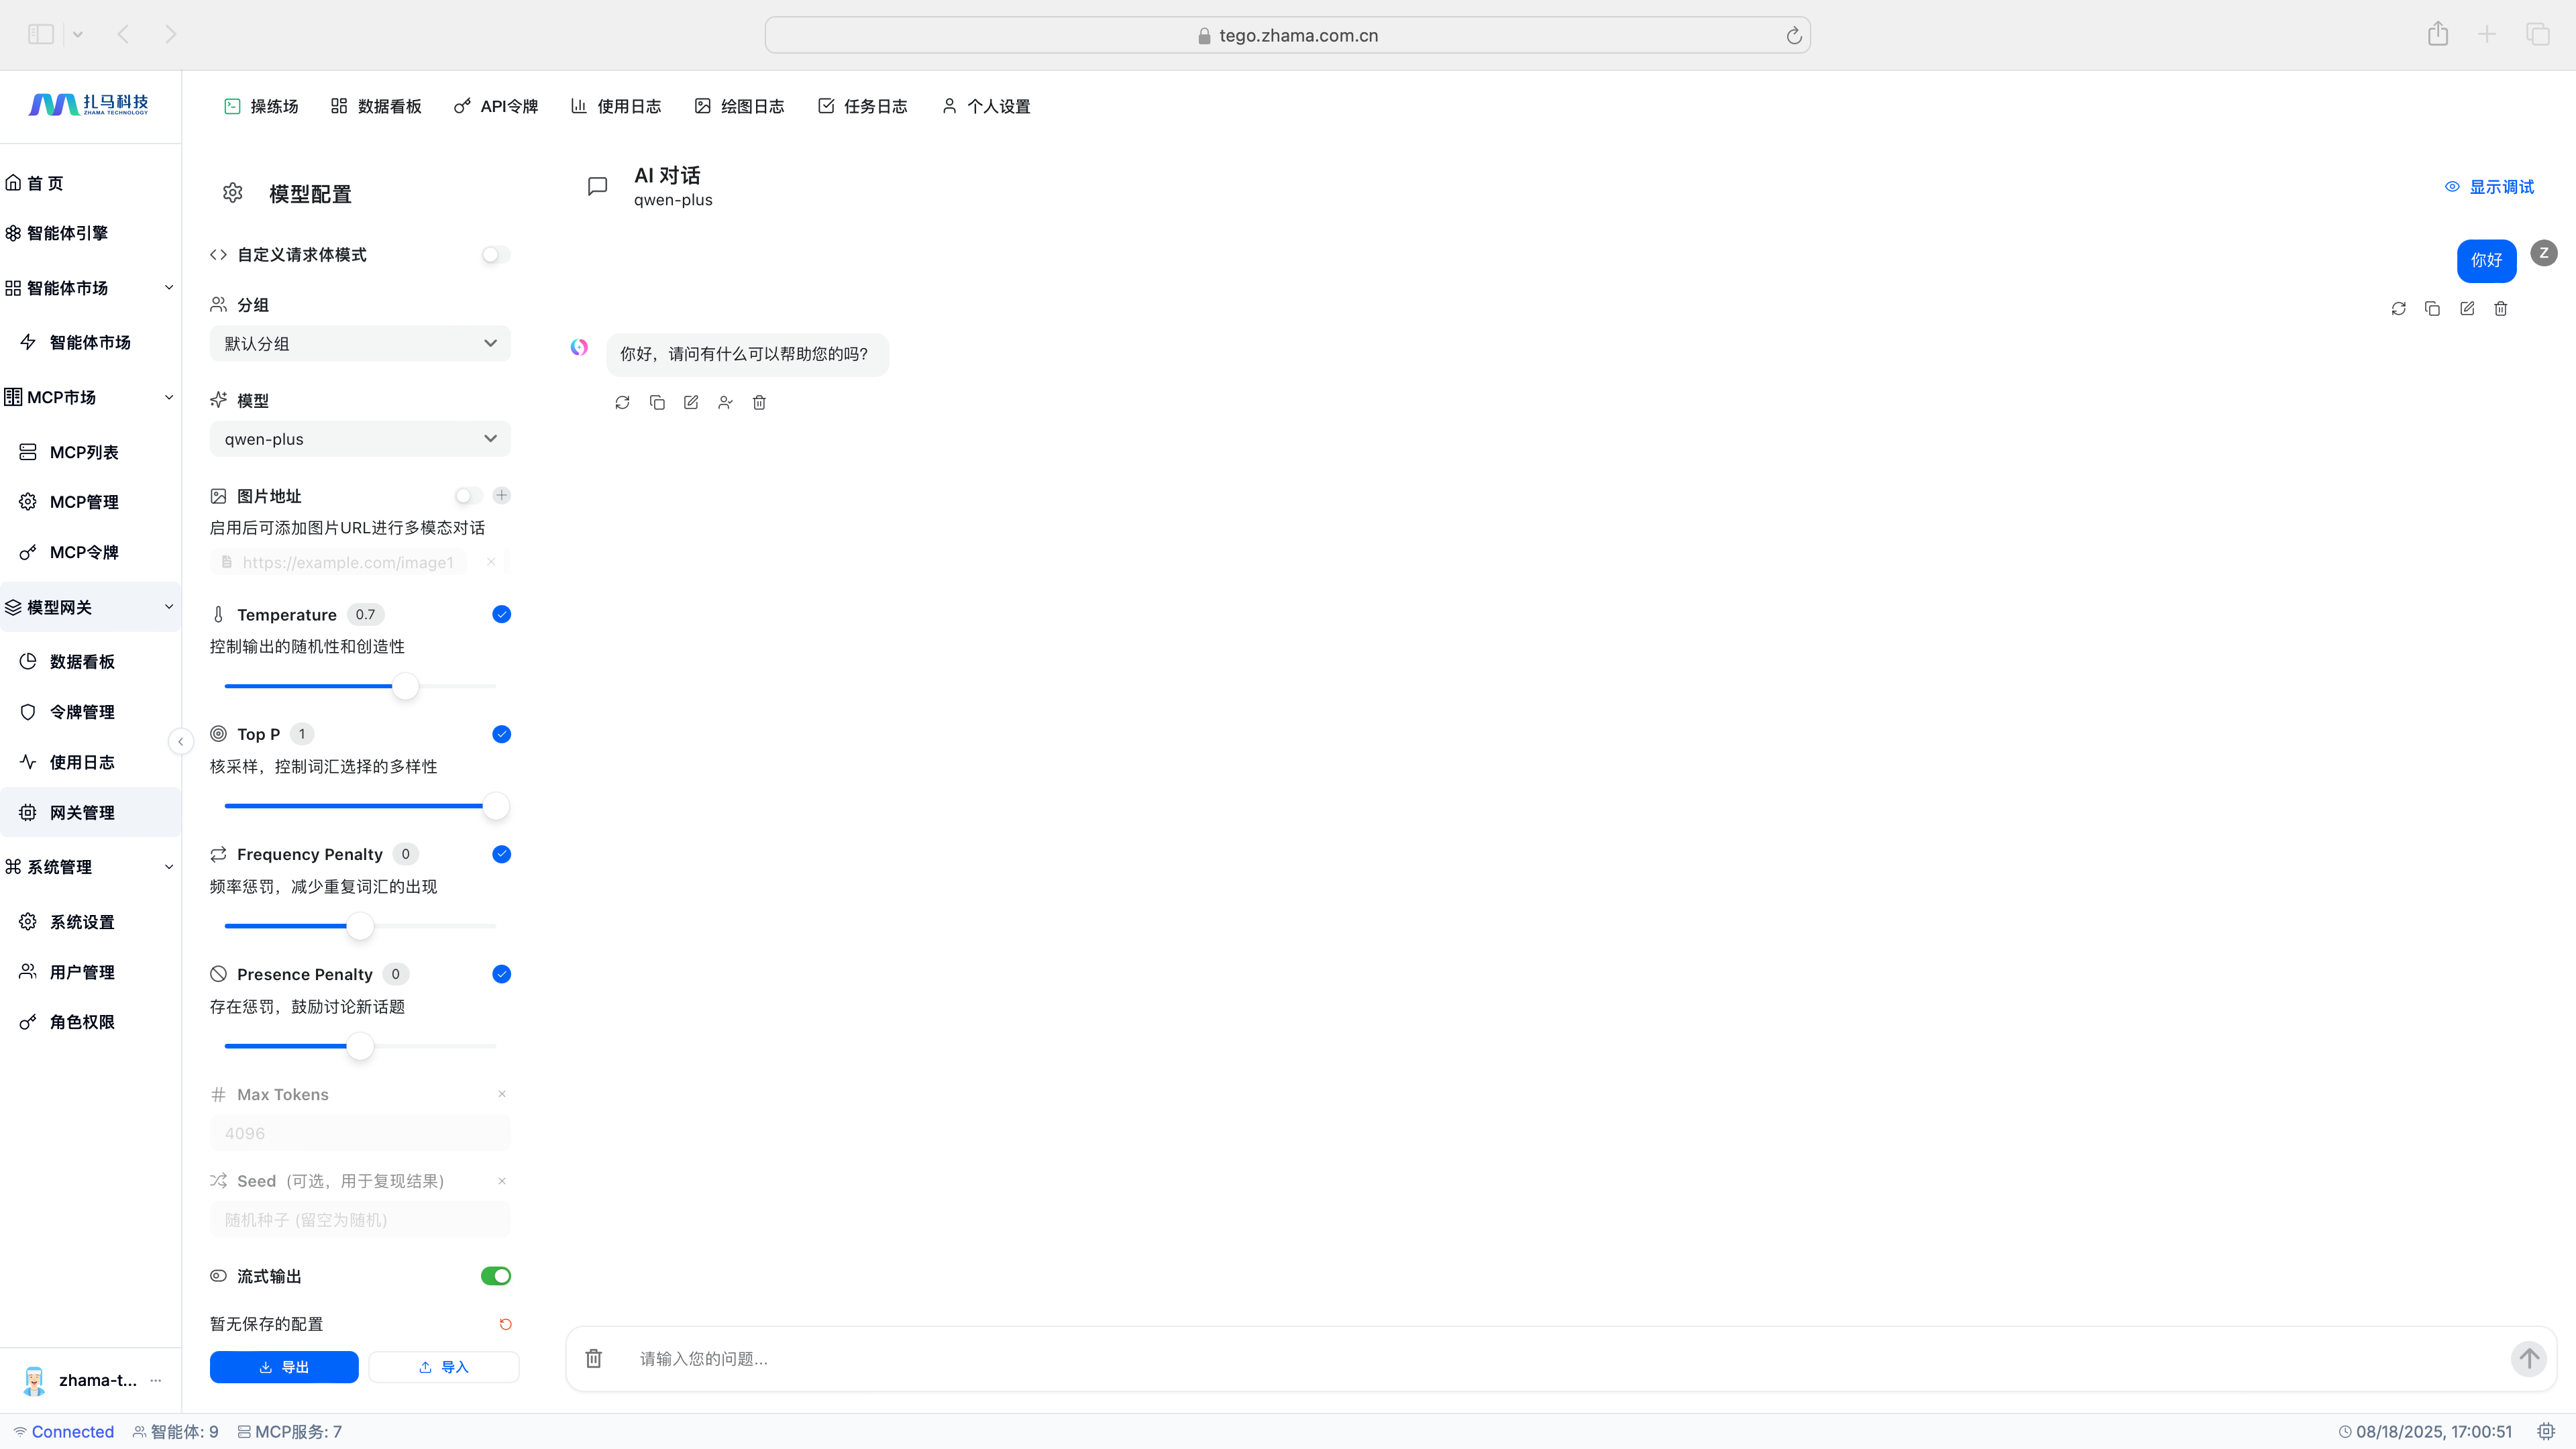 tego.zhama.com.cn
扎马科技
ZHAMA TECHNOLOGY
操练场
数据看板
API令牌
使用日志
绘图日志
任务日志
个人设置
首 页
智能体引擎
智能体市场
智能体市场
MCP市场
MCP列表
MCP管理
MCP令牌
模型网关
数据看板
令牌管理
使用日志
网关管理
系统管理
系统设置
用户管理
角色权限
zhama-t...
模型配置
自定义请求体模式
分组
默认分组
模型
qwen-plus
图片地址
启用后可添加图片URL进行多模态对话
https://example.com/image1
Temperature 0.7
控制输出的随机性和创造性
Top P 1
核采样，控制词汇选择的多样性
Frequency Penalty 0
频率惩罚，减少重复词汇的出现
Presence Penalty 0
存在惩罚，鼓励讨论新话题
Max Tokens
4096
Seed (可选，用于复现结果)
随机种子 (留空为随机)
流式输出
暂无保存的配置
导出
导入
AI 对话
qwen-plus
显示调试
你好
Z
你好，请问有什么可以帮助您的吗?
请输入您的问题...
Connected
智能体: 9
MCP服务: 7
08/18/2025, 17:00:51